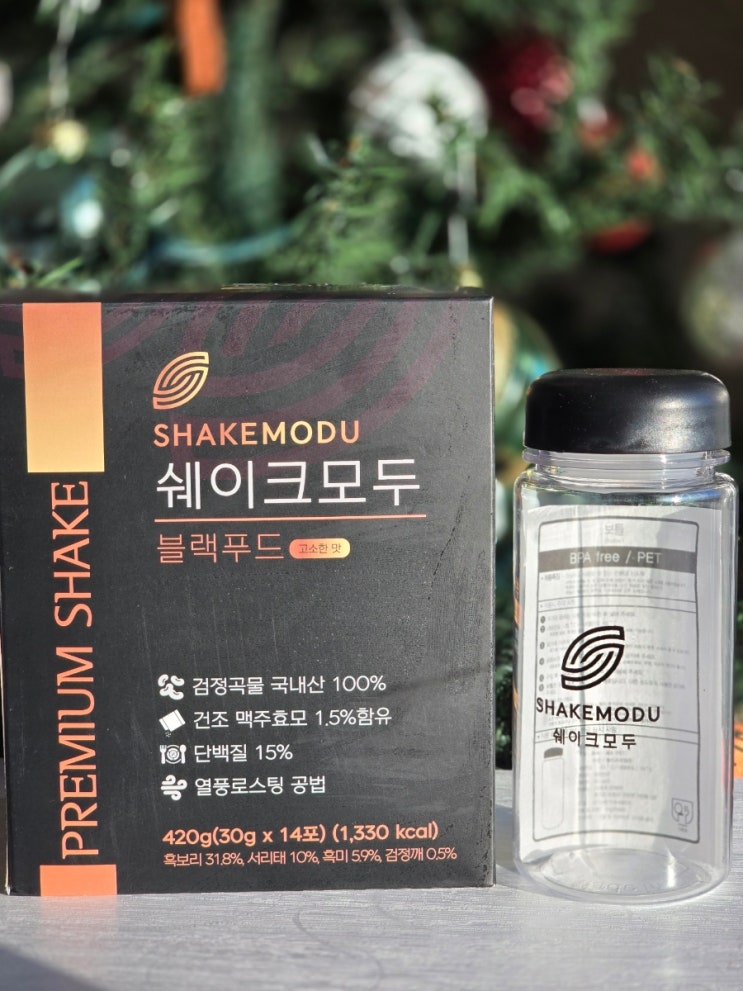 PREMIUM SHAKE
SHAKEMODU
쉐이크모두
블랙푸드 고소한 맛
검정곡물 국내산 100%
건조 맥주효모 1.5%함유
단백질 15%
열풍로스팅 공법
420g(30g x 14포) (1,330 kcal)
흑보리 31.8%, 서리태 10%, 흑미 5.9%, 검정깨 0.5%
보틀
BPA free / PET
SHAKEMODU
쉐이크모두